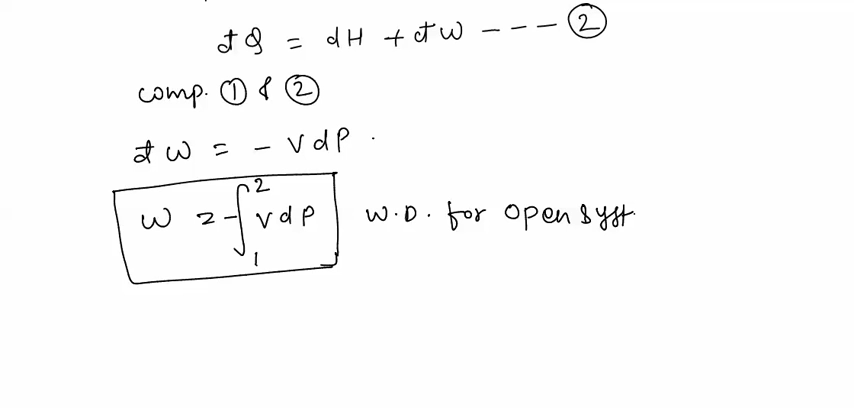 đQ = dH + đW --- ②
comp. ① & ②
đW = - VdP.
W = -∫₁² VdP W.D. for open syst.